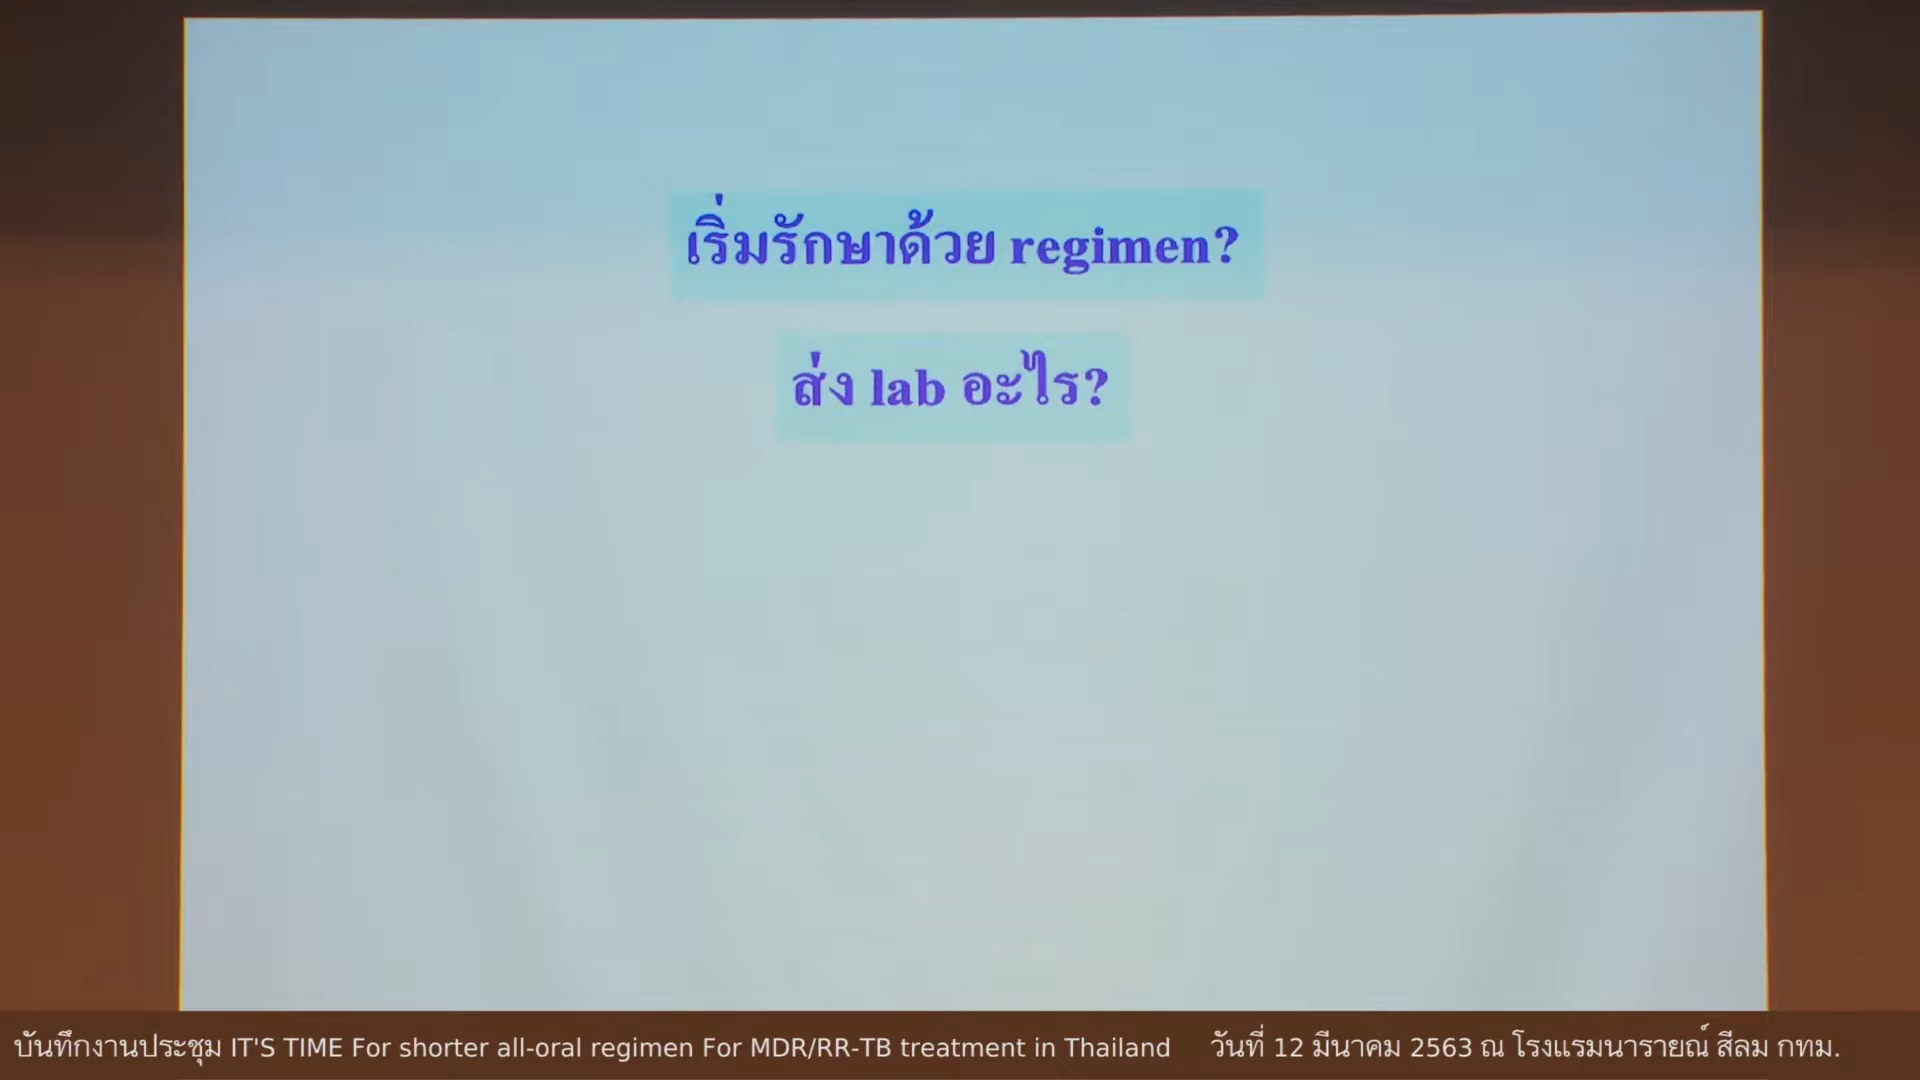 เริ่มรักษาด้วย regimen?
ส่ง lab อะไร?
บันทึกงานประชุม IT'S TIME For shorter all-oral regimen For MDR/RR-TB treatment in Thailand วันที่ 12 มีนาคม 2563 ณ โรงแรมนารายณ์ สีลม กทม.